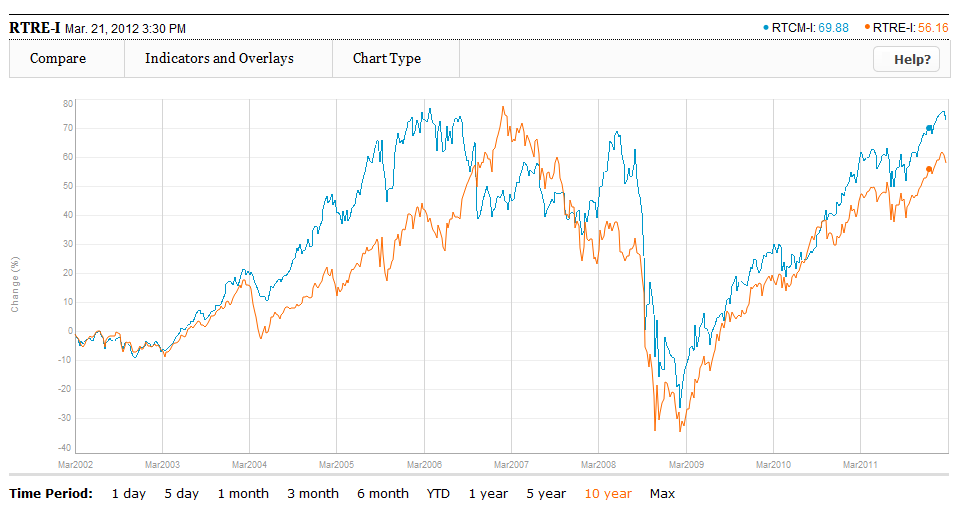 RTRE-I Mar. 21, 2012 3:30 PM RTCM-I: 69.88 RTRE-I: 56.16
Compare Indicators and Overlays Chart Type Help?
Change (%)
80
70
60
50
40
30
20
10
0
-10
-20
-30
-40
Mar2002 Mar2003 Mar2004 Mar2005 Mar2006 Mar2007 Mar2008 Mar2009 Mar2010 Mar2011
Time Period: 1 day 5 day 1 month 3 month 6 month YTD 1 year 5 year 10 year Max